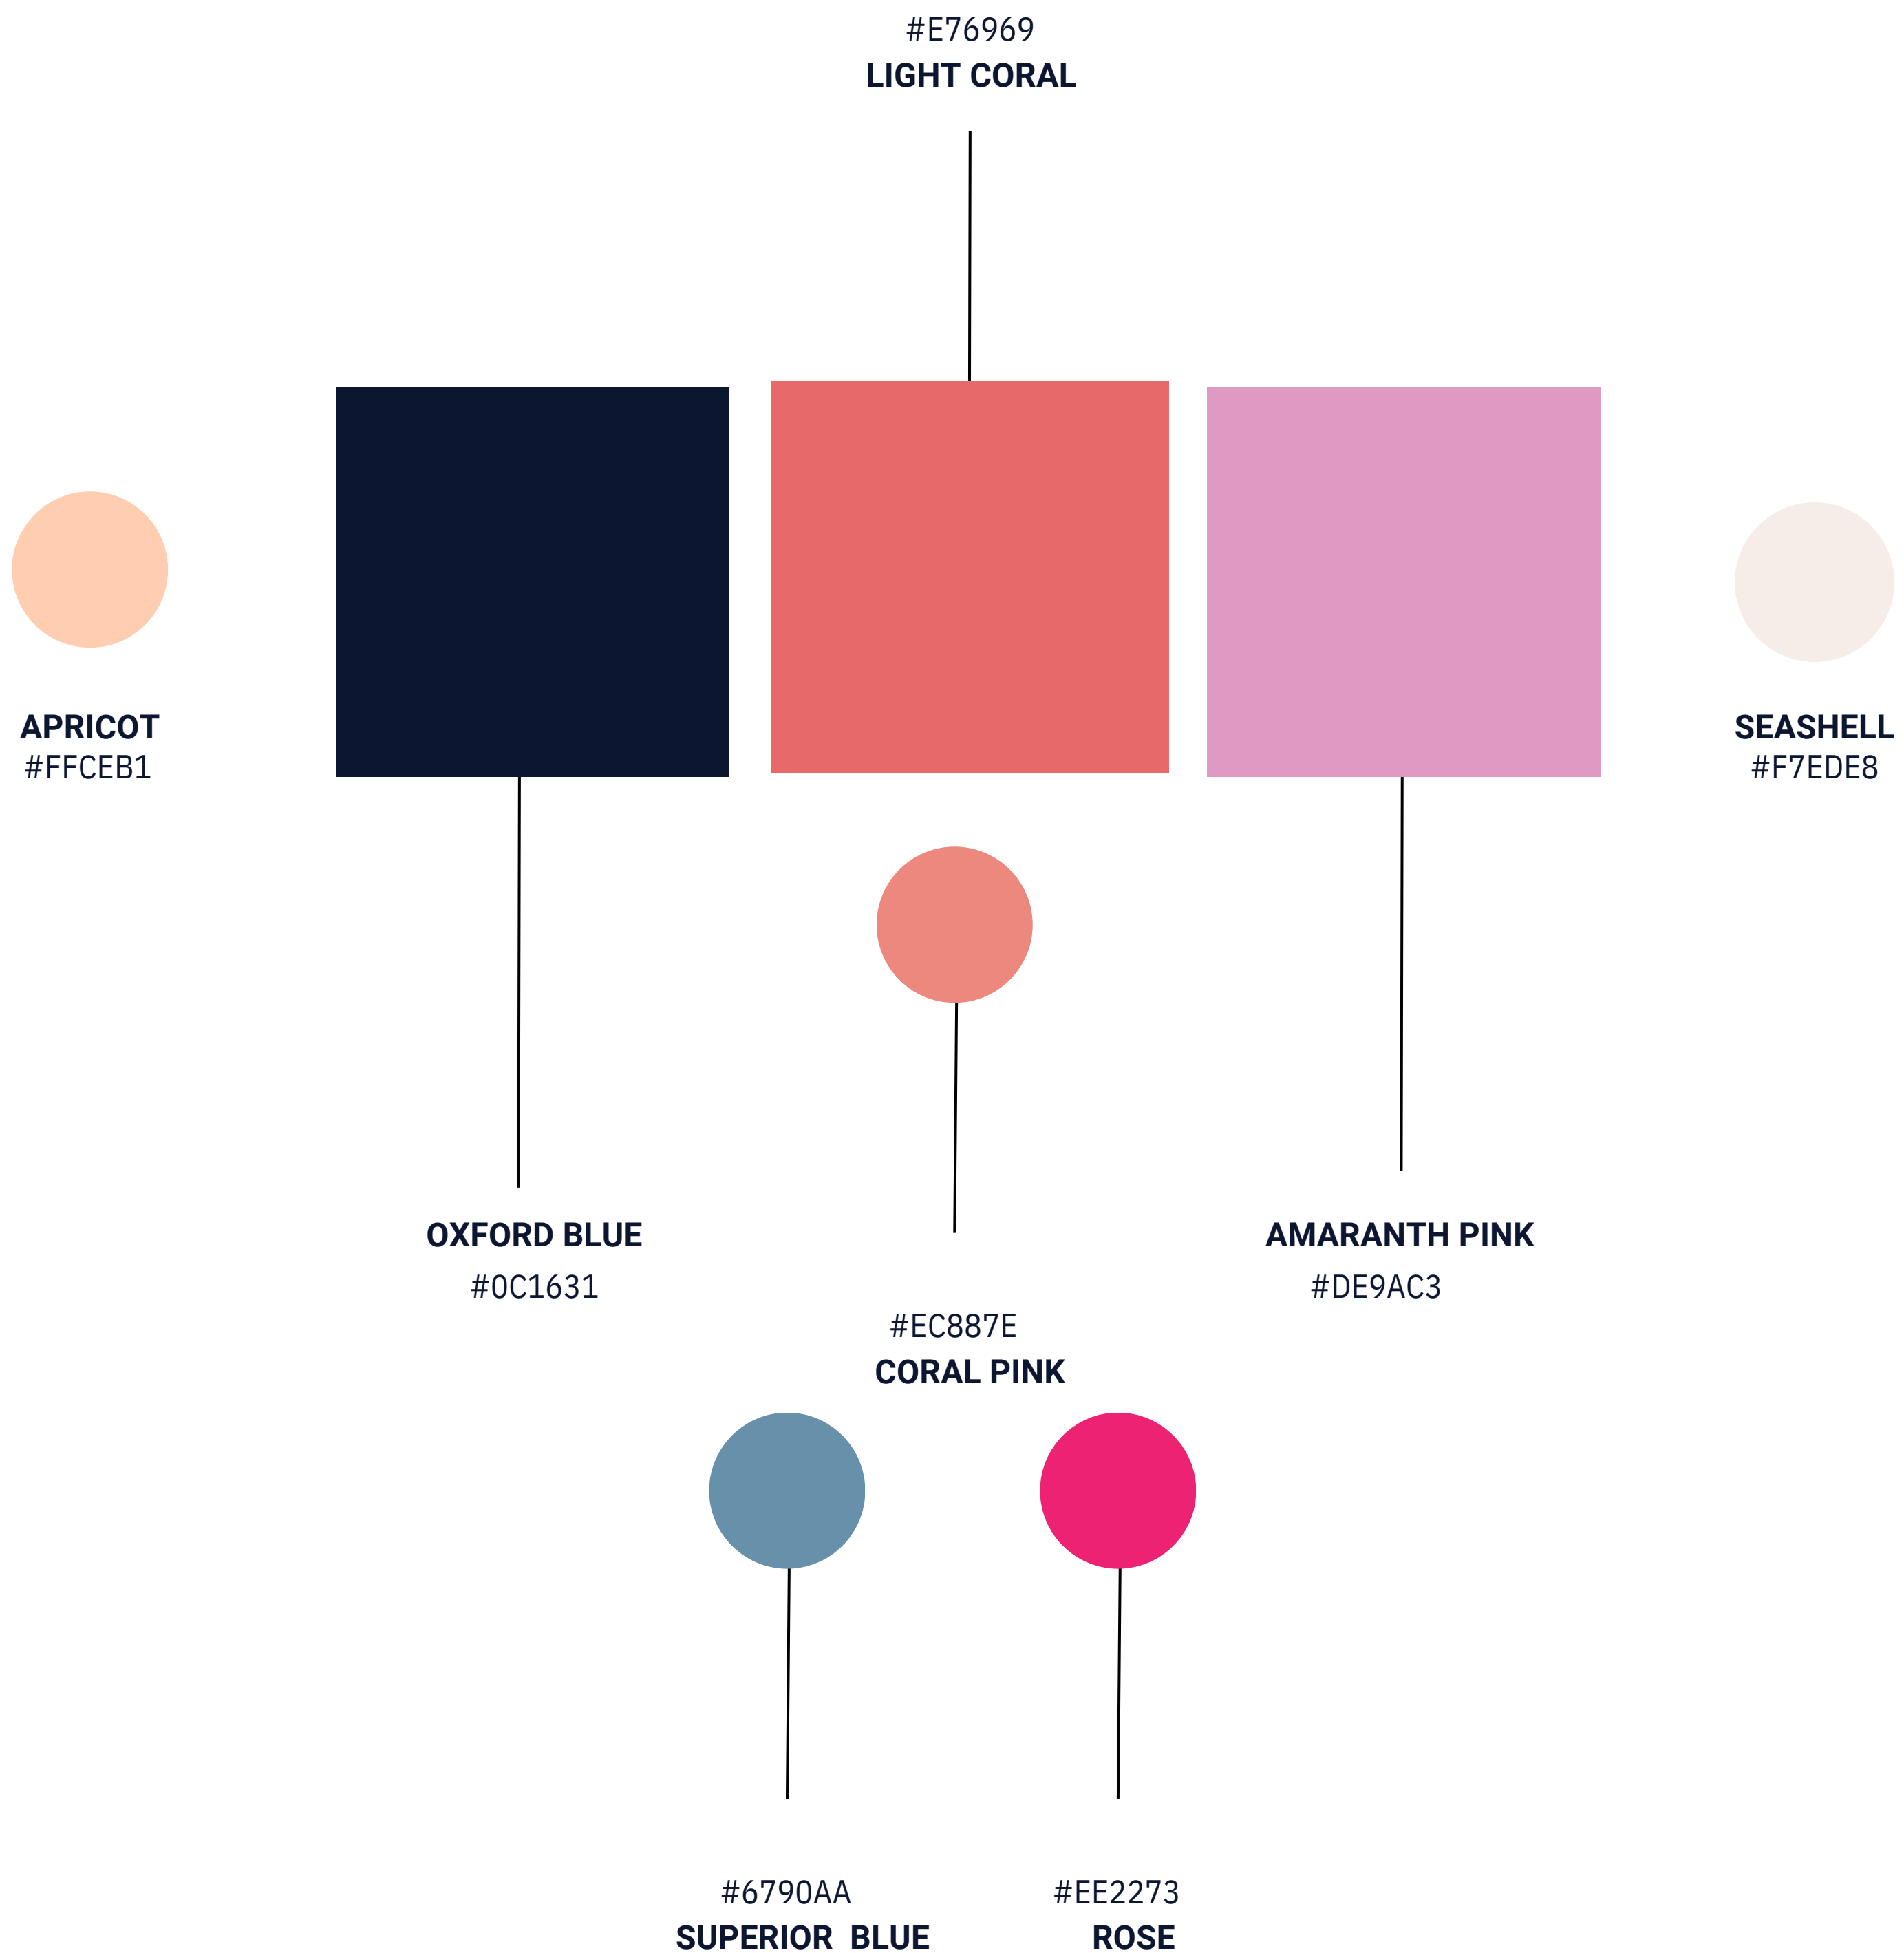 #E76969
LIGHT CORAL
APRICOT
#FFCEB1
SEASHELL
#F7EDE8
OXFORD BLUE
#0C1631
AMARANTH PINK
#DE9AC3
#EC887E
CORAL PINK
#6790AA
SUPERIOR  BLUE
#EE2273
ROSE